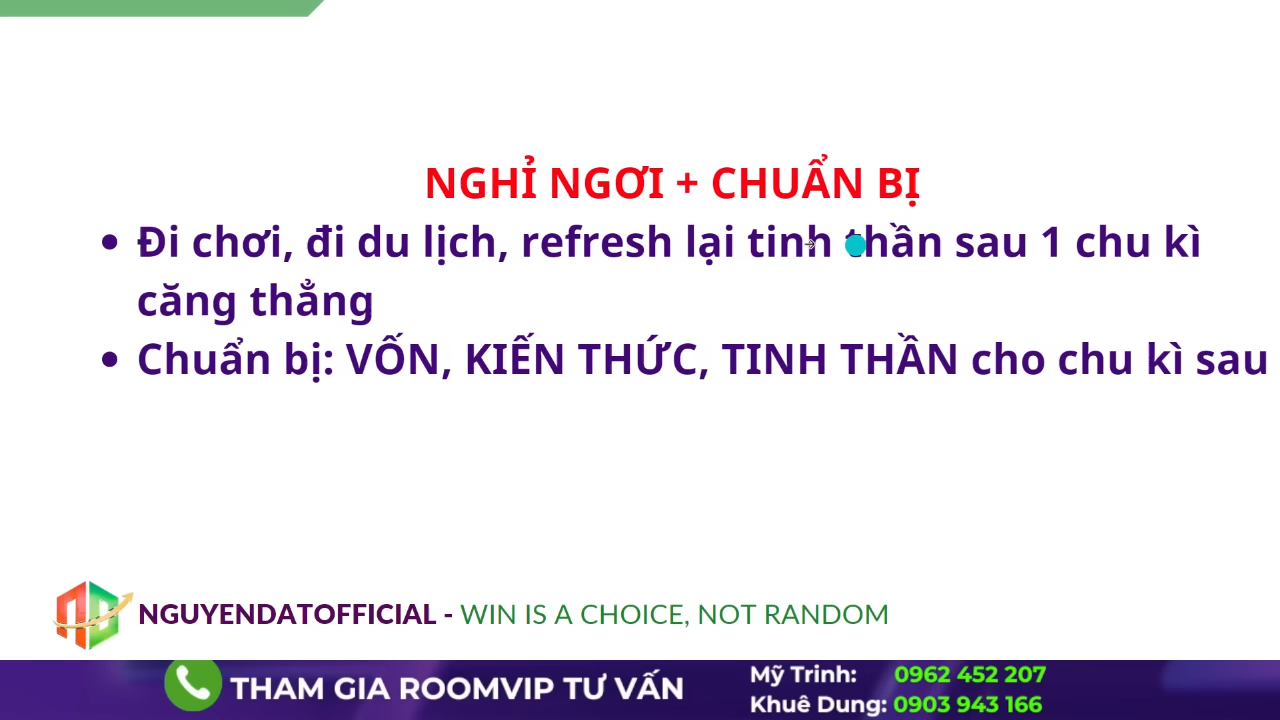 NGHỈ NGƠI + CHUẨN BỊ
• Đi chơi, đi du lịch, refresh lại tinh thần sau 1 chu kì
căng thẳng
• Chuẩn bị: VỐN, KIẾN THỨC, TINH THẦN cho chu kì sau
NGUYENDATOFFICIAL - WIN IS A CHOICE, NOT RANDOM
THAM GIA ROOMVIP TƯ VẤN
Mỹ Trinh: 0962 452 207
Khuê Dung: 0903 943 166